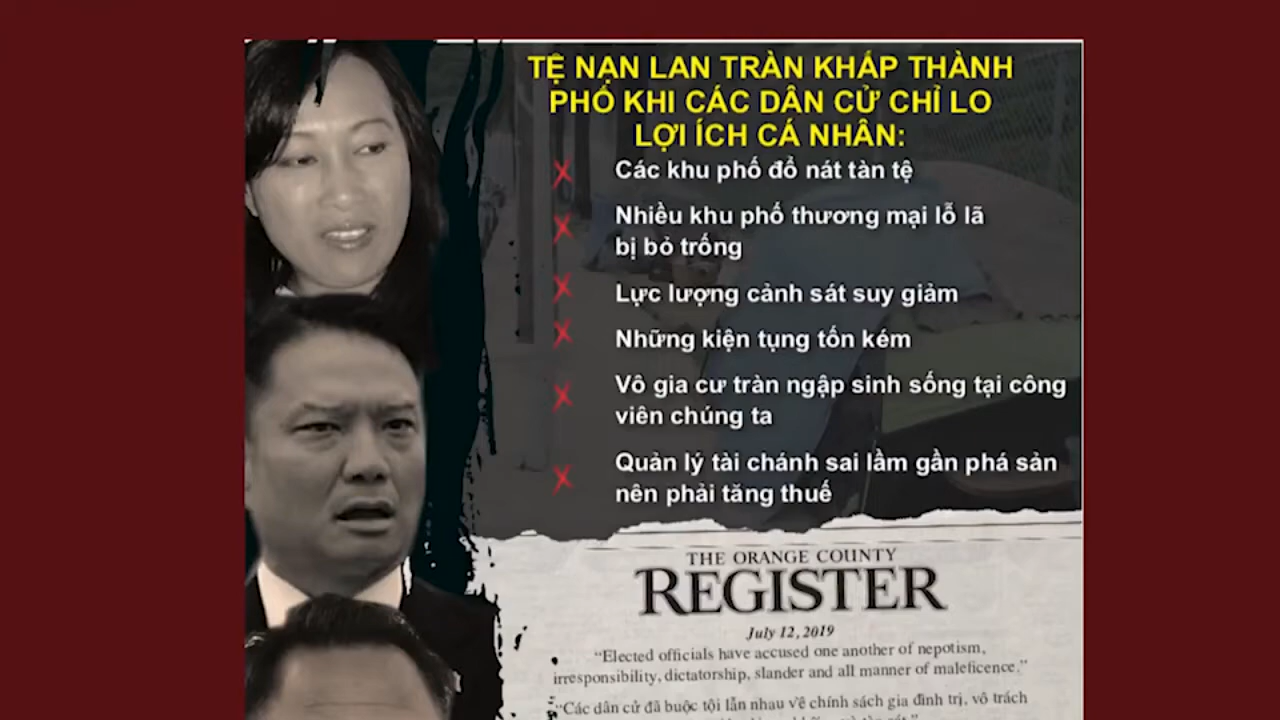 TỆ NẠN LAN TRÀN KHẮP THÀNH
PHỐ KHI CÁC DÂN CỬ CHỈ LO
LỢI ÍCH CÁ NHÂN:
Các khu phố đồ nát tàn tệ
Nhiều khu phố thương mại lỗ lã
bị bỏ trống
Lực lượng cảnh sát suy giảm
Những kiện tụng tốn kém
Vô gia cư tràn ngập sinh sống tại công
viên chúng ta
Quản lý tài chánh sai lầm gần phá sản
nên phải tăng thuế
THE ORANGE COUNTY
REGISTER
July 12, 2019
“Elected officials have accused one another of nepotism,
irresponsibility, dictatorship, slander and all manner of maleficence.”
“Các dân cử đã buộc tội lẫn nhau về chính sách gia đình trị, vô trách